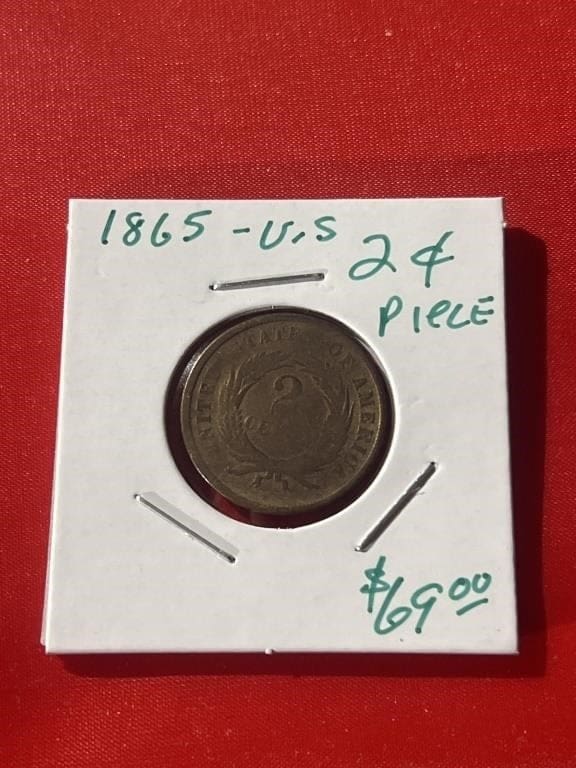 1865 - U.S
2¢
PIECE
UNITED STATES OF AMERICA
2
$69.00